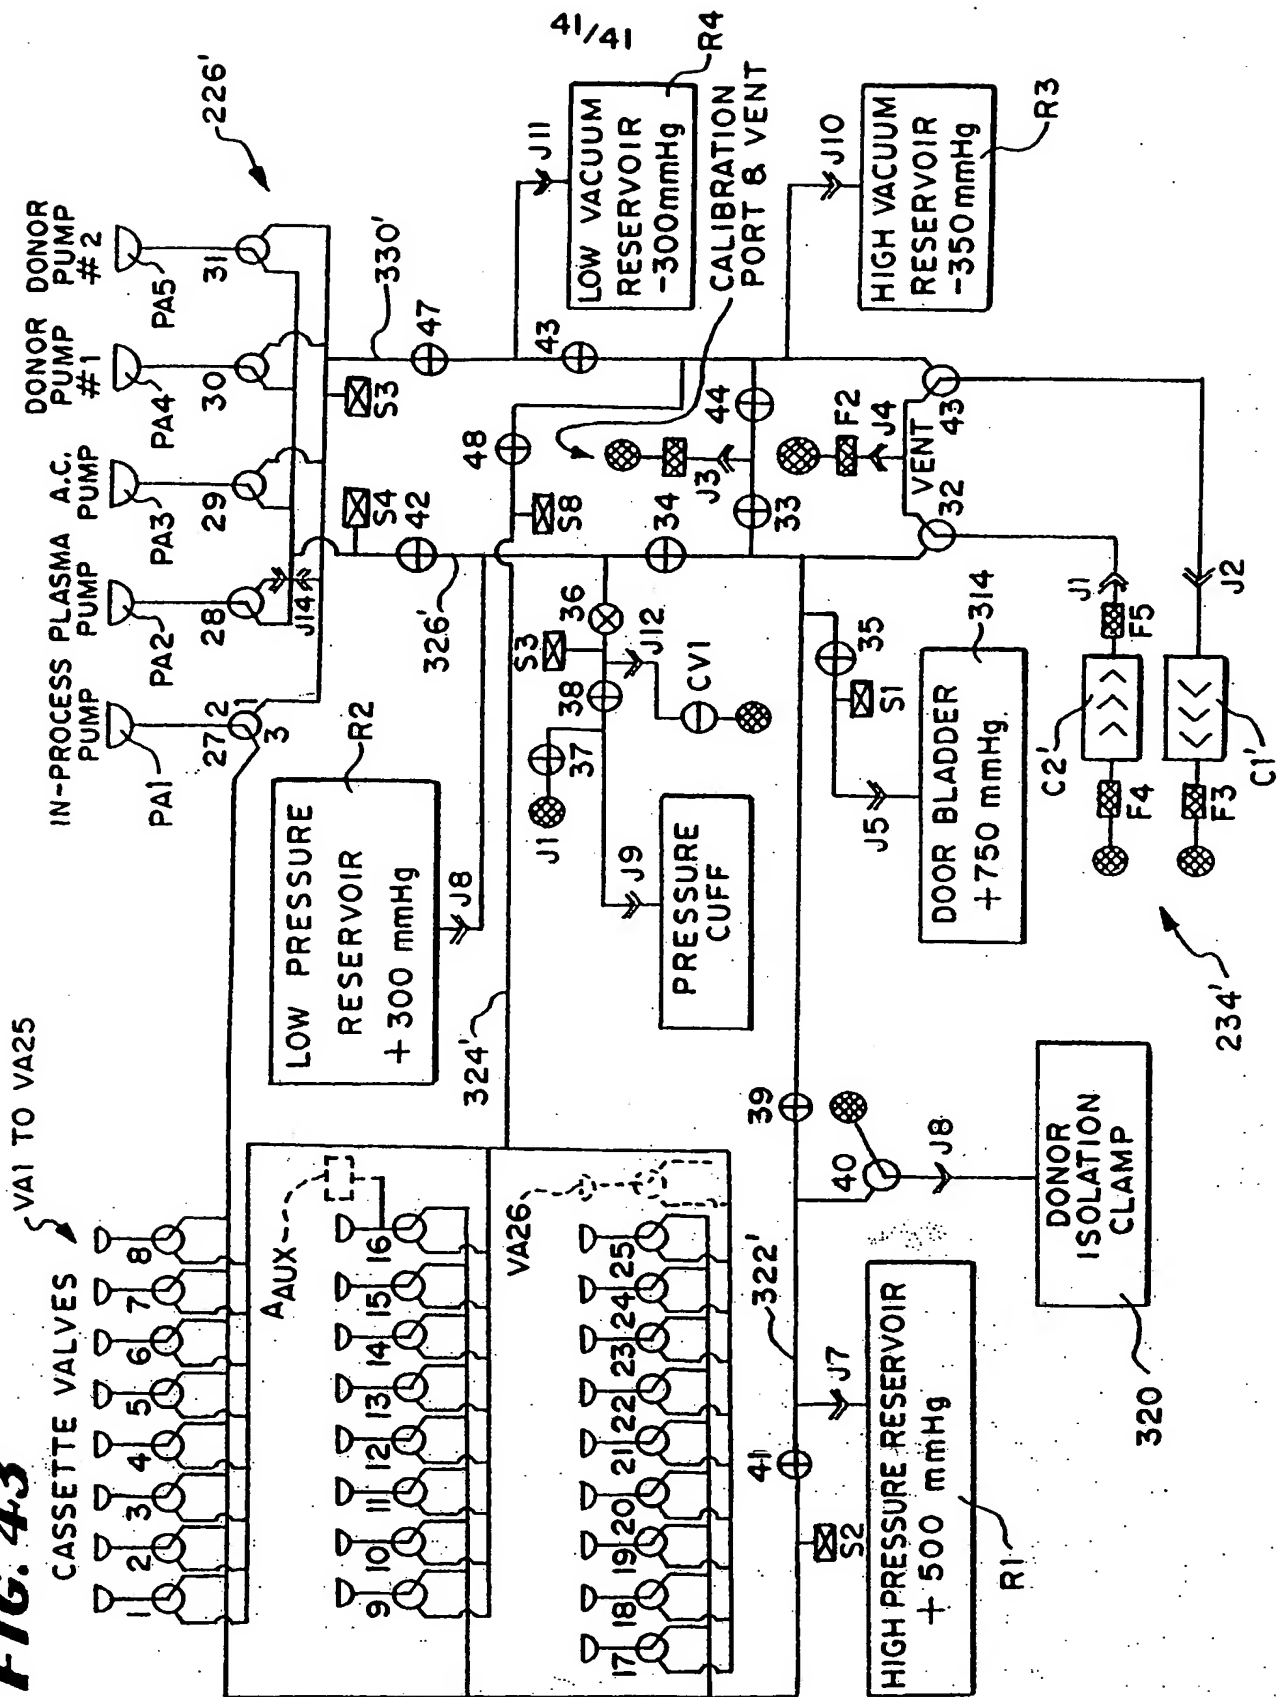 41/41
FIG. 43
CASSETTE VALVES
VA1 TO VA25
1
2
3
4
5
6
7
8
9
10
11
12
13
14
15
16
17
18
19
20
21
22
23
24
25
AAUX
VA26
IN-PROCESS PUMP
PLASMA PUMP
A.C. PUMP
DONOR PUMP #1
DONOR PUMP #2
PA1
PA2
PA3
PA4
PA5
27
2
1
3
28
29
30
31
J14
226'
330'
S4
S3
42
47
326'
LOW PRESSURE
RESERVOIR
+300 mmHg
R2
J8
324'
48
S8
43
J11
LOW VACUUM
RESERVOIR
-300mmHg
R4
CALIBRATION
PORT & VENT
34
J3
33
44
F2
J4
VENT
32
43
J10
HIGH VACUUM
RESERVOIR
-350mmHg
R3
36
S3
38
37
J1
J12
CV1
J9
PRESSURE
CUFF
35
S1
J5
DOOR BLADDER
+750 mmHg.
314
J1
F5
C2'
F4
J2
C1'
F3
234'
39
40
J8
DONOR
ISOLATION
CLAMP
320
322'
41
S2
J7
HIGH PRESSURE RESERVOIR
+500 mmHg
R1